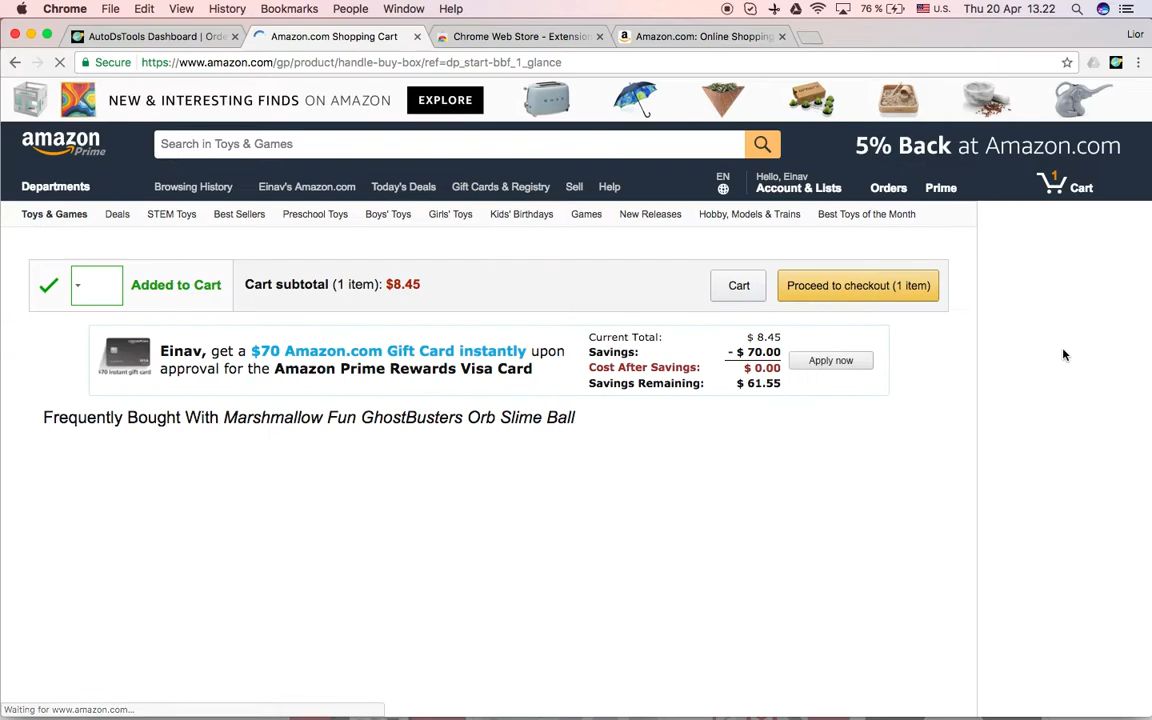 Chrome File Edit View History Bookmarks People Window Help 76 % U.S. Thu 20 Apr 13.22
AutoDsTools Dashboard | Orde Amazon.com Shopping Cart Chrome Web Store - Extension Amazon.com: Online Shopping Lior
Secure https://www.amazon.com/gp/product/handle-buy-box/ref=dp_start-bbf_1_glance
NEW & INTERESTING FINDS ON AMAZON EXPLORE
amazon Prime
Search in Toys & Games
5% Back at Amazon.com
Departments Browsing History Einav's Amazon.com Today's Deals Gift Cards & Registry Sell Help EN Hello, Einav Account & Lists Orders Prime 1 Cart
Toys & Games Deals STEM Toys Best Sellers Preschool Toys Boys' Toys Girls' Toys Kids' Birthdays Games New Releases Hobby, Models & Trains Best Toys of the Month
Added to Cart Cart subtotal (1 item): $8.45 Cart Proceed to checkout (1 item)
Einav, get a $70 Amazon.com Gift Card instantly upon
approval for the Amazon Prime Rewards Visa Card
Current Total: $ 8.45
Savings: - $ 70.00
Cost After Savings: $ 0.00
Savings Remaining: $ 61.55
Apply now
Frequently Bought With Marshmallow Fun GhostBusters Orb Slime Ball
Waiting for www.amazon.com...